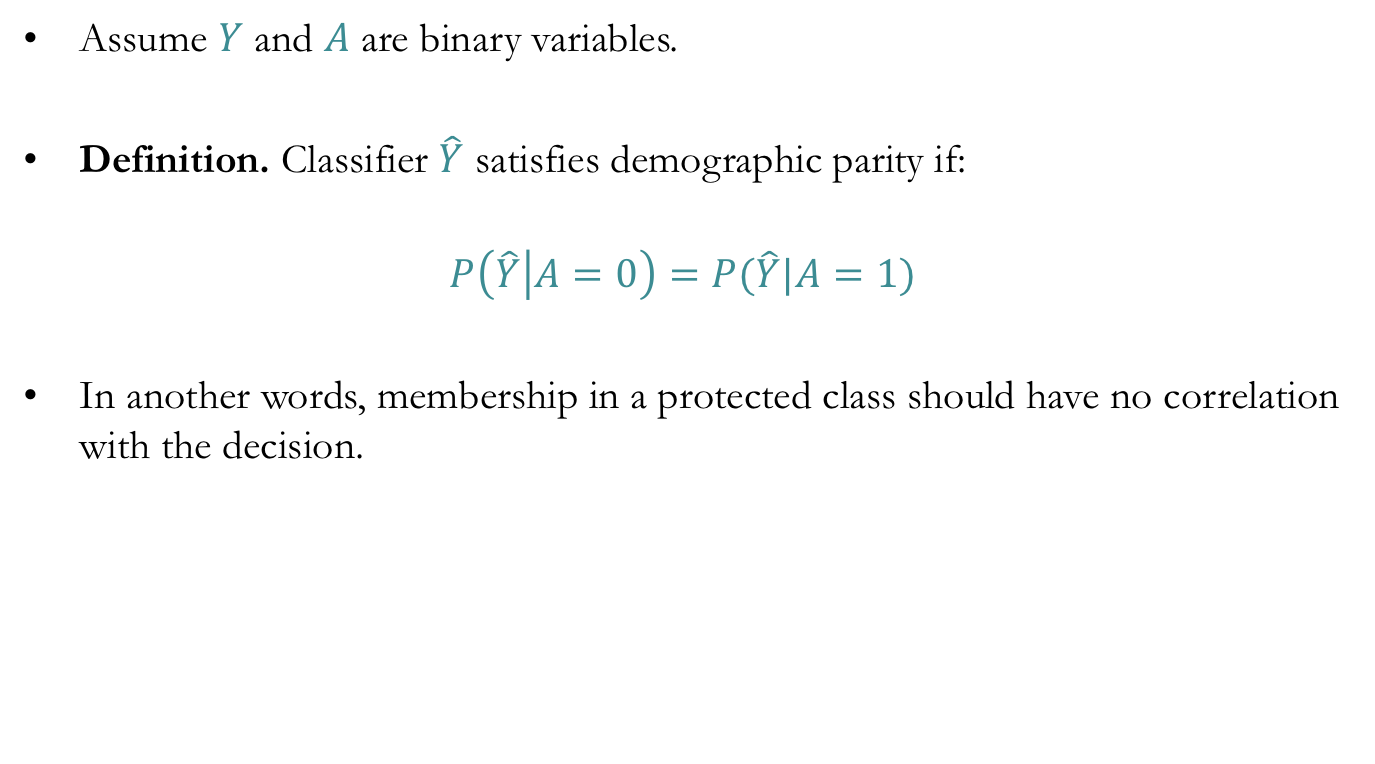 • Assume Y and A are binary variables.
• Definition. Classifier Ŷ satisfies demographic parity if:
P(Ŷ|A = 0) = P(Ŷ|A = 1)
• In another words, membership in a protected class should have no correlation
with the decision.